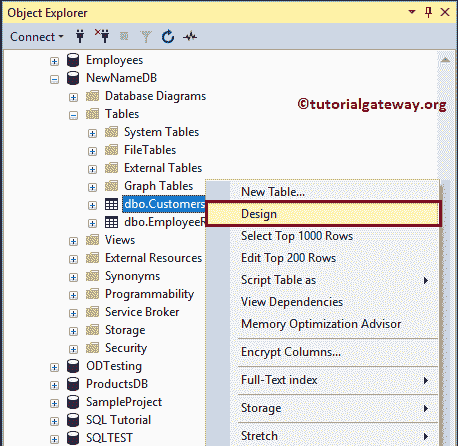 Object Explorer
Connect
Employees
NewNameDB
Database Diagrams
©tutorialgateway.org
Tables
System Tables
FileTables
External Tables
Graph Tables
dbo.Customers
dbo.EmployeeR
Views
External Resources
Synonyms
Programmability
Service Broker
Storage
Security
ODTesting
ProductsDB
SampleProject
SQL Tutorial
SQLTEST
New Table...
Design
Select Top 1000 Rows
Edit Top 200 Rows
Script Table as
View Dependencies
Memory Optimization Advisor
Encrypt Columns...
Full-Text index
Storage
Stretch